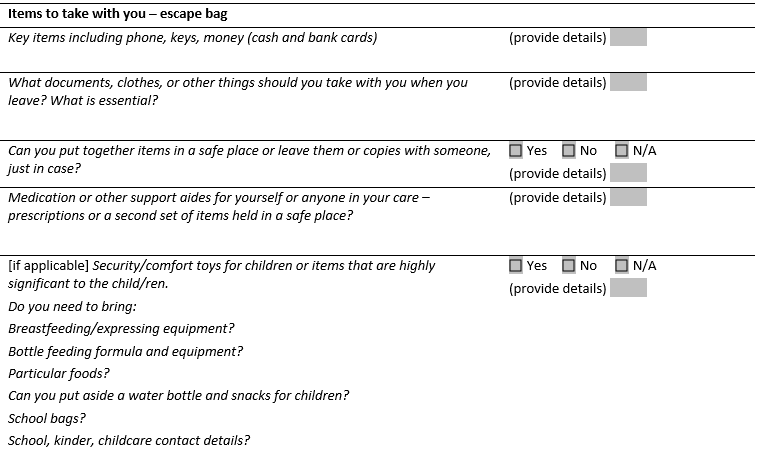 Items to take with you – escape bag
Key items including phone, keys, money (cash and bank cards)
(provide details)
What documents, clothes, or other things should you take with you when you
leave? What is essential?
(provide details)
Can you put together items in a safe place or leave them or copies with someone,
just in case?
Yes No N/A
(provide details)
Medication or other support aides for yourself or anyone in your care –
prescriptions or a second set of items held in a safe place?
(provide details)
[if applicable] Security/comfort toys for children or items that are highly
significant to the child/ren.
Yes No N/A
(provide details)
Do you need to bring:
Breastfeeding/expressing equipment?
Bottle feeding formula and equipment?
Particular foods?
Can you put aside a water bottle and snacks for children?
School bags?
School, kinder, childcare contact details?